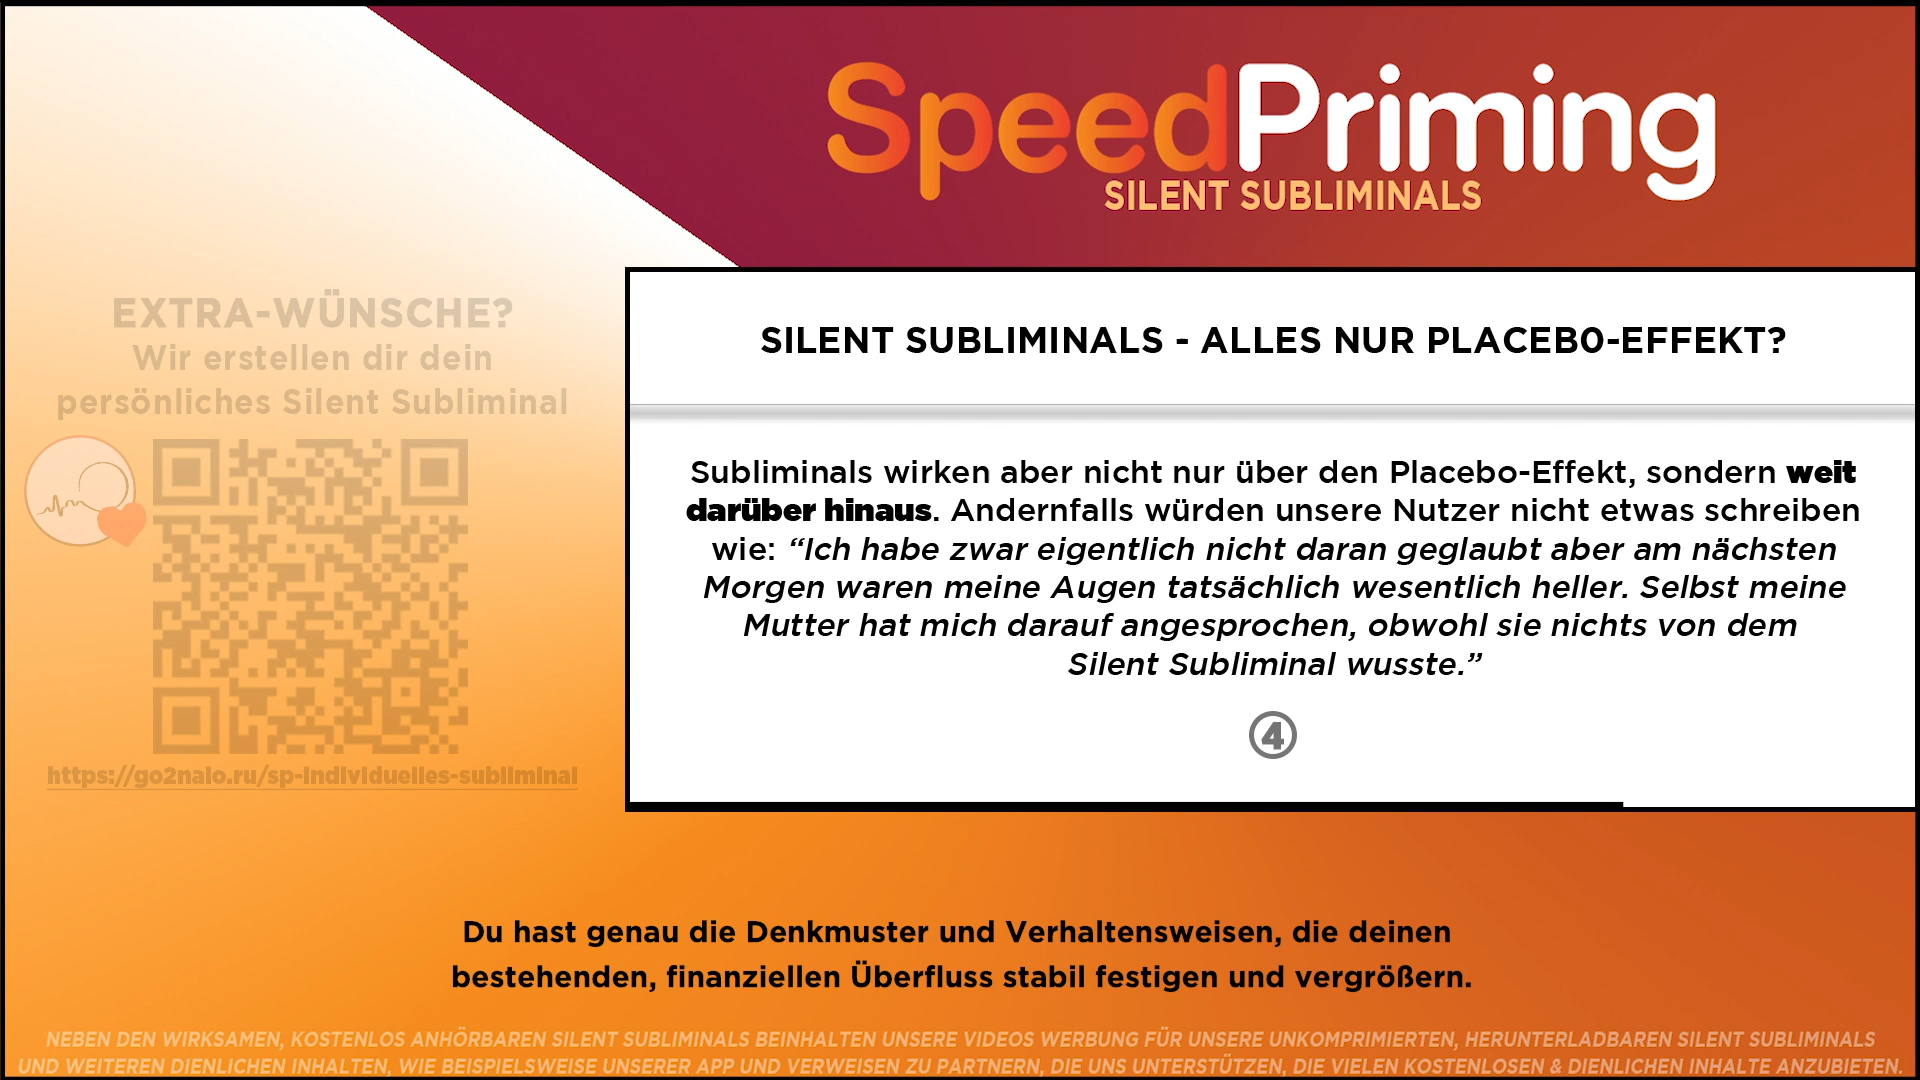 SpeedPriming
SILENT SUBLIMINALS
EXTRA-WÜNSCHE?
Wir erstellen dir dein
persönliches Silent Subliminal
https://go2nalo.ru/sp-individuelles-subliminal
SILENT SUBLIMINALS - ALLES NUR PLACEB0-EFFEKT?
Subliminals wirken aber nicht nur über den Placebo-Effekt, sondern weit
darüber hinaus. Andernfalls würden unsere Nutzer nicht etwas schreiben
wie: “Ich habe zwar eigentlich nicht daran geglaubt aber am nächsten
Morgen waren meine Augen tatsächlich wesentlich heller. Selbst meine
Mutter hat mich darauf angesprochen, obwohl sie nichts von dem
Silent Subliminal wusste.”
4
Du hast genau die Denkmuster und Verhaltensweisen, die deinen
bestehenden, finanziellen Überfluss stabil festigen und vergrößern.
NEBEN DEN WIRKSAMEN, KOSTENLOS ANHÖRBAREN SILENT SUBLIMINALS BEINHALTEN UNSERE VIDEOS WERBUNG FÜR UNSERE UNKOMPRIMIERTEN, HERUNTERLADBAREN SILENT SUBLIMINALS
UND WEITEREN DIENLICHEN INHALTEN, WIE BEISPIELSWEISE UNSERER APP UND VERWEISEN ZU PARTNERN, DIE UNS UNTERSTÜTZEN, DIE VIELEN KOSTENLOSEN & DIENLICHEN INHALTE ANZUBIETEN.